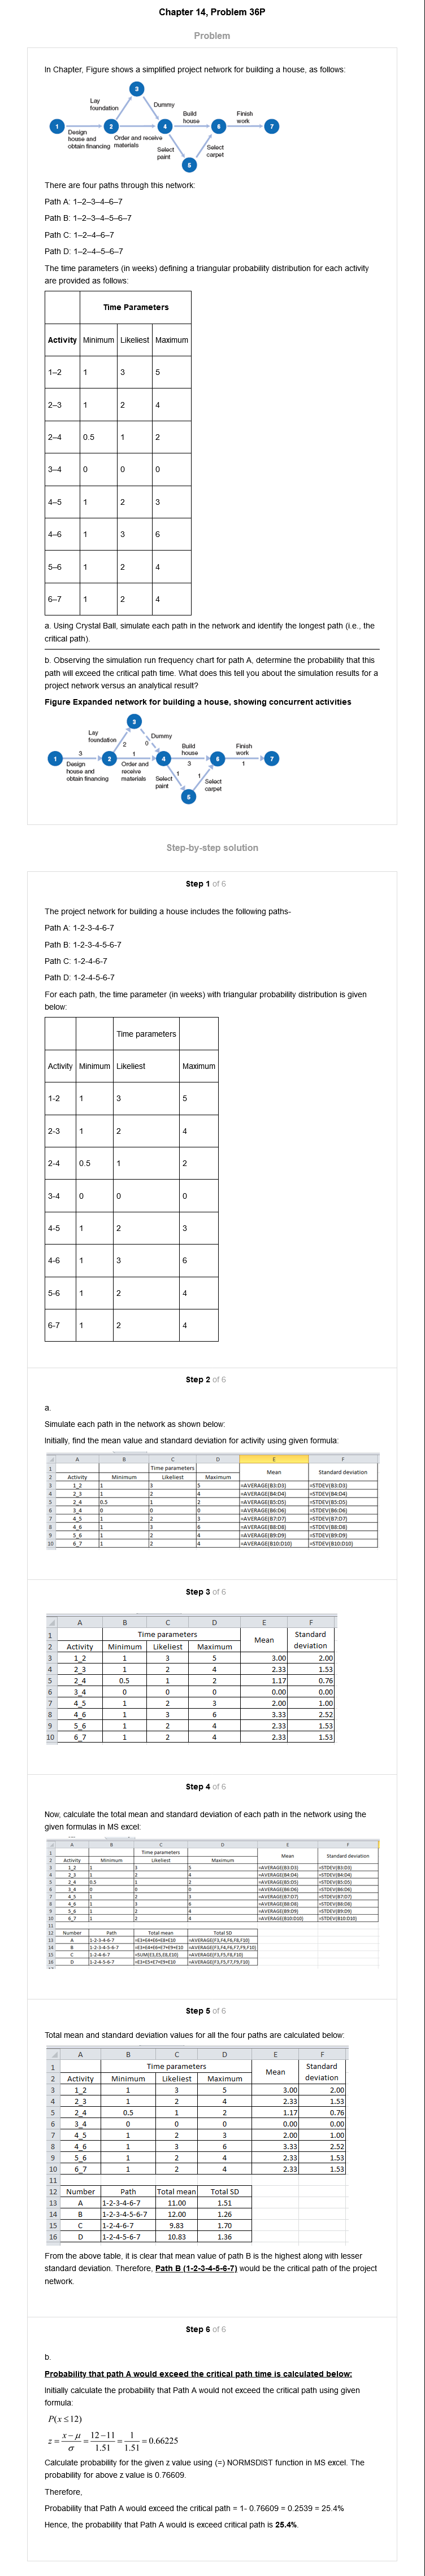 Chapter 14, Problem 36P
Problem
In Chapter, Figure shows a simplified project network for building a house, as follows:
3
Lay
foundation
Dummy
Build
house
Finish
work
1
2
4
6
7
Design
house and
obtain financing
Order and receive
materials
Select
paint
Select
carpet
5
There are four paths through this network:
Path A: 1–2–3–4–6–7
Path B: 1–2–3–4–5–6–7
Path C: 1–2–4–6–7
Path D: 1–2–4–5–6–7
The time parameters (in weeks) defining a triangular probability distribution for each activity
are provided as follows:
Time Parameters
Activity Minimum Likeliest Maximum
1–2 1 3 5
2–3 1 2 4
2–4 0.5 1 2
3–4 0 0 0
4–5 1 2 3
4–6 1 3 6
5–6 1 2 4
6–7 1 2 4
a. Using Crystal Ball, simulate each path in the network and identify the longest path (i.e., the
critical path).
b. Observing the simulation run frequency chart for path A, determine the probability that this
path will exceed the critical path time. What does this tell you about the simulation results for a
project network versus an analytical result?
Figure Expanded network for building a house, showing concurrent activities
3
Lay
foundation
2
0
Dummy
Build
house
Finish
work
3
1
1
2
4
6
7
Design
house and
obtain financing
Order and
receive
materials
3
1
1
1
Select
paint
Select
carpet
5
Step-by-step solution
Step 1 of 6
The project network for building a house includes the following paths-
Path A: 1-2-3-4-6-7
Path B: 1-2-3-4-5-6-7
Path C: 1-2-4-6-7
Path D: 1-2-4-5-6-7
For each path, the time parameter (in weeks) with triangular probability distribution is given
below:
Time parameters
Activity Minimum Likeliest Maximum
1-2 1 3 5
2-3 1 2 4
2-4 0.5 1 2
3-4 0 0 0
4-5 1 2 3
4-6 1 3 6
5-6 1 2 4
6-7 1 2 4
Step 2 of 6
a.
Simulate each path in the network as shown below:
Initially, find the mean value and standard deviation for activity using given formula:
A B C D E F
1 Time parameters Mean Standard deviation
2 Activity Minimum Likeliest Maximum
3 1_2 1 3 5 =AVERAGE(B3:D3) =STDEV(B3:D3)
4 2_3 1 2 4 =AVERAGE(B4:D4) =STDEV(B4:D4)
5 2_4 0.5 1 2 =AVERAGE(B5:D5) =STDEV(B5:D5)
6 3_4 0 0 0 =AVERAGE(B6:D6) =STDEV(B6:D6)
7 4_5 1 2 3 =AVERAGE(B7:D7) =STDEV(B7:D7)
8 4_6 1 3 6 =AVERAGE(B8:D8) =STDEV(B8:D8)
9 5_6 1 2 4 =AVERAGE(B9:D9) =STDEV(B9:D9)
10 6_7 1 2 4 =AVERAGE(B10:D10) =STDEV(B10:D10)
Step 3 of 6
A B C D E F
1 Time parameters Mean Standard
2 Activity Minimum Likeliest Maximum deviation
3 1_2 1 3 5 3.00 2.00
4 2_3 1 2 4 2.33 1.53
5 2_4 0.5 1 2 1.17 0.76
6 3_4 0 0 0 0.00 0.00
7 4_5 1 2 3 2.00 1.00
8 4_6 1 3 6 3.33 2.52
9 5_6 1 2 4 2.33 1.53
10 6_7 1 2 4 2.33 1.53
Step 4 of 6
Now, calculate the total mean and standard deviation of each path in the network using the
given formulas in MS excel:
A B C D E F
1 Time parameters Mean Standard deviation
2 Activity Minimum Likeliest Maximum
3 1_2 1 3 5 =AVERAGE(B3:D3) =STDEV(B3:D3)
4 2_3 1 2 4 =AVERAGE(B4:D4) =STDEV(B4:D4)
5 2_4 0.5 1 2 =AVERAGE(B5:D5) =STDEV(B5:D5)
6 3_4 0 0 0 =AVERAGE(B6:D6) =STDEV(B6:D6)
7 4_5 1 2 3 =AVERAGE(B7:D7) =STDEV(B7:D7)
8 4_6 1 3 6 =AVERAGE(B8:D8) =STDEV(B8:D8)
9 5_6 1 2 4 =AVERAGE(B9:D9) =STDEV(B9:D9)
10 6_7 1 2 4 =AVERAGE(B10:D10) =STDEV(B10:D10)
11
12 Number Path Total mean Total SD
13 A 1-2-3-4-6-7 =E3+E4+E6+E8+E10 =AVERAGE(F3,F4,F6,F8,F10)
14 B 1-2-3-4-5-6-7 =E3+E4+E6+E7+E9+E10 =AVERAGE(F3,F4,F6,F7,F9,F10)
15 C 1-2-4-6-7 =SUM(E3,E5,E8,E10) =AVERAGE(F3,F5,F8,F10)
16 D 1-2-4-5-6-7 =E3+E5+E7+E9+E10 =AVERAGE(F3,F5,F7,F9,F10)
Step 5 of 6
Total mean and standard deviation values for all the four paths are calculated below:
A B C D E F
1 Time parameters Mean Standard
2 Activity Minimum Likeliest Maximum deviation
3 1_2 1 3 5 3.00 2.00
4 2_3 1 2 4 2.33 1.53
5 2_4 0.5 1 2 1.17 0.76
6 3_4 0 0 0 0.00 0.00
7 4_5 1 2 3 2.00 1.00
8 4_6 1 3 6 3.33 2.52
9 5_6 1 2 4 2.33 1.53
10 6_7 1 2 4 2.33 1.53
11
12 Number Path Total mean Total SD
13 A 1-2-3-4-6-7 11.00 1.51
14 B 1-2-3-4-5-6-7 12.00 1.26
15 C 1-2-4-6-7 9.83 1.70
16 D 1-2-4-5-6-7 10.83 1.36
From the above table, it is clear that mean value of path B is the highest along with lesser
standard deviation. Therefore, Path B (1-2-3-4-5-6-7) would be the critical path of the project
network.
Step 6 of 6
b.
Probability that path A would exceed the critical path time is calculated below:
Initially calculate the probability that Path A would not exceed the critical path using given
formula:
P(x ≤ 12)
z = (x − μ)/σ = (12 − 11)/1.51 = 1/1.51 = 0.66225
Calculate probability for the given z value using (=) NORMSDIST function in MS excel. The
probability for above z value is 0.76609.
Therefore,
Probability that Path A would exceed the critical path = 1- 0.76609 = 0.2539 = 25.4%
Hence, the probability that Path A would is exceed critical path is 25.4%.